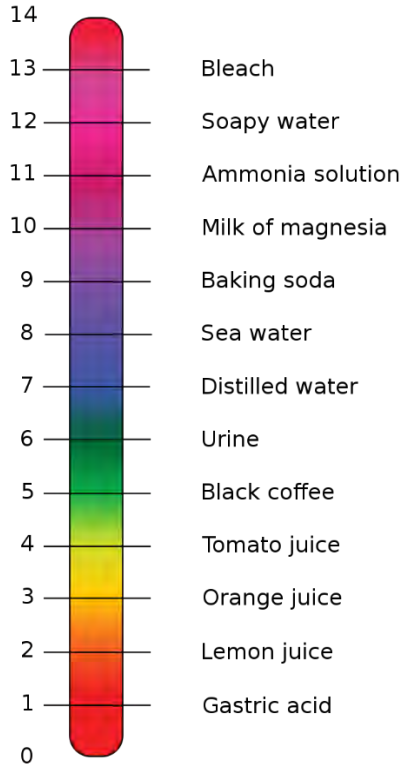 14
13 Bleach
12 Soapy water
11 Ammonia solution
10 Milk of magnesia
9 Baking soda
8 Sea water
7 Distilled water
6 Urine
5 Black coffee
4 Tomato juice
3 Orange juice
2 Lemon juice
1 Gastric acid
0